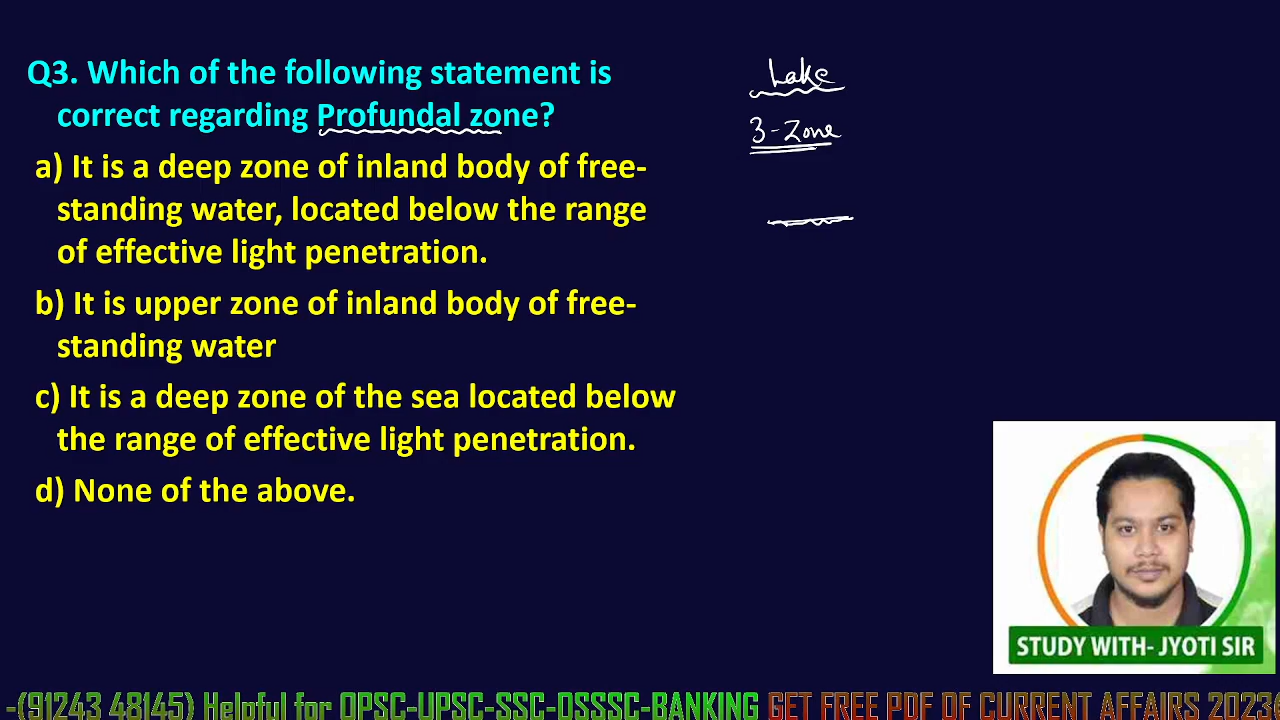 Q3. Which of the following statement is
correct regarding Profundal zone?
a) It is a deep zone of inland body of free-
standing water, located below the range
of effective light penetration.
b) It is upper zone of inland body of free-
standing water
c) It is a deep zone of the sea located below
the range of effective light penetration.
d) None of the above.
Lake
3-Zone
STUDY WITH- JYOTI SIR
-(91243 48145) Helpful for OPSC-UPSC-SSC-OSSSC-BANKING GET FREE PDF OF CURRENT AFFAIRS 2023